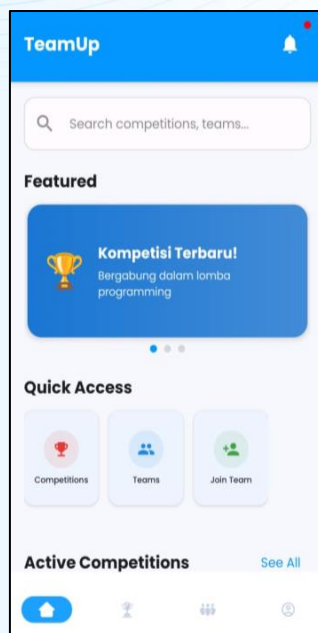 TeamUp
Search competitions, teams...
Featured
Kompetisi Terbaru!
Bergabung dalam lomba
programming
Quick Access
Competitions
Teams
Join Team
Active Competitions
See All